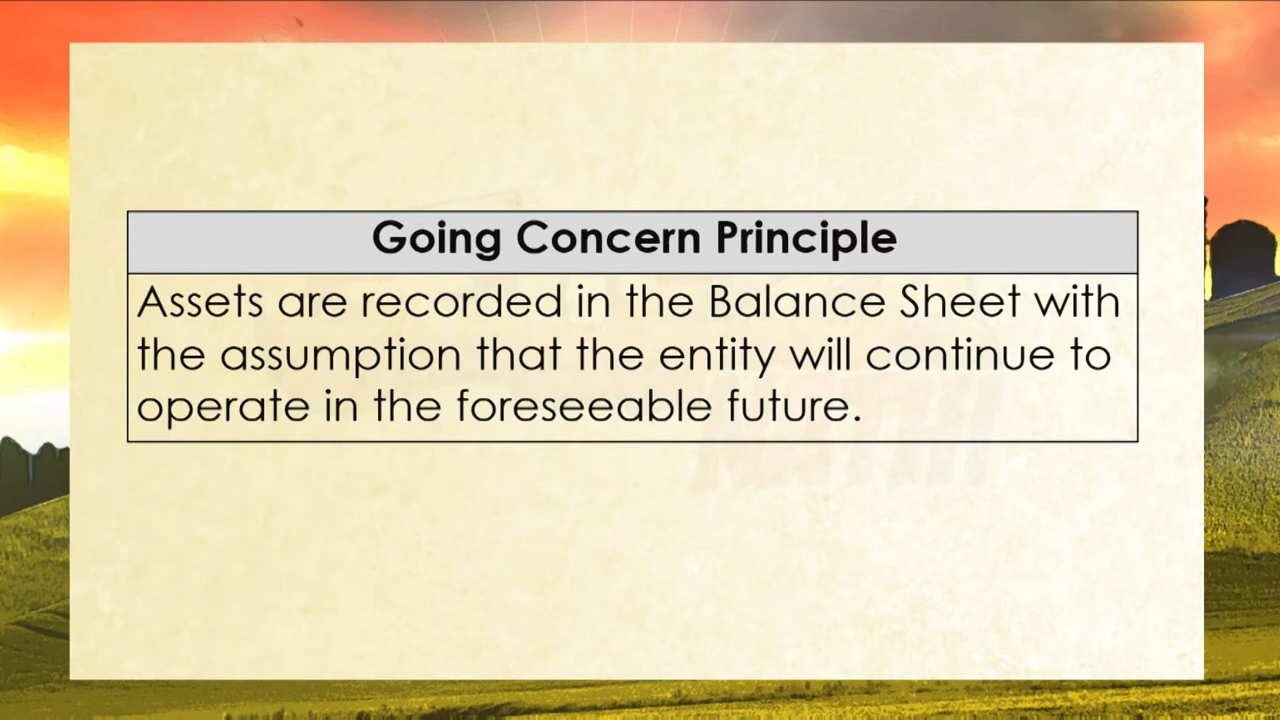 Going Concern Principle
Assets are recorded in the Balance Sheet with
the assumption that the entity will continue to
operate in the foreseeable future.